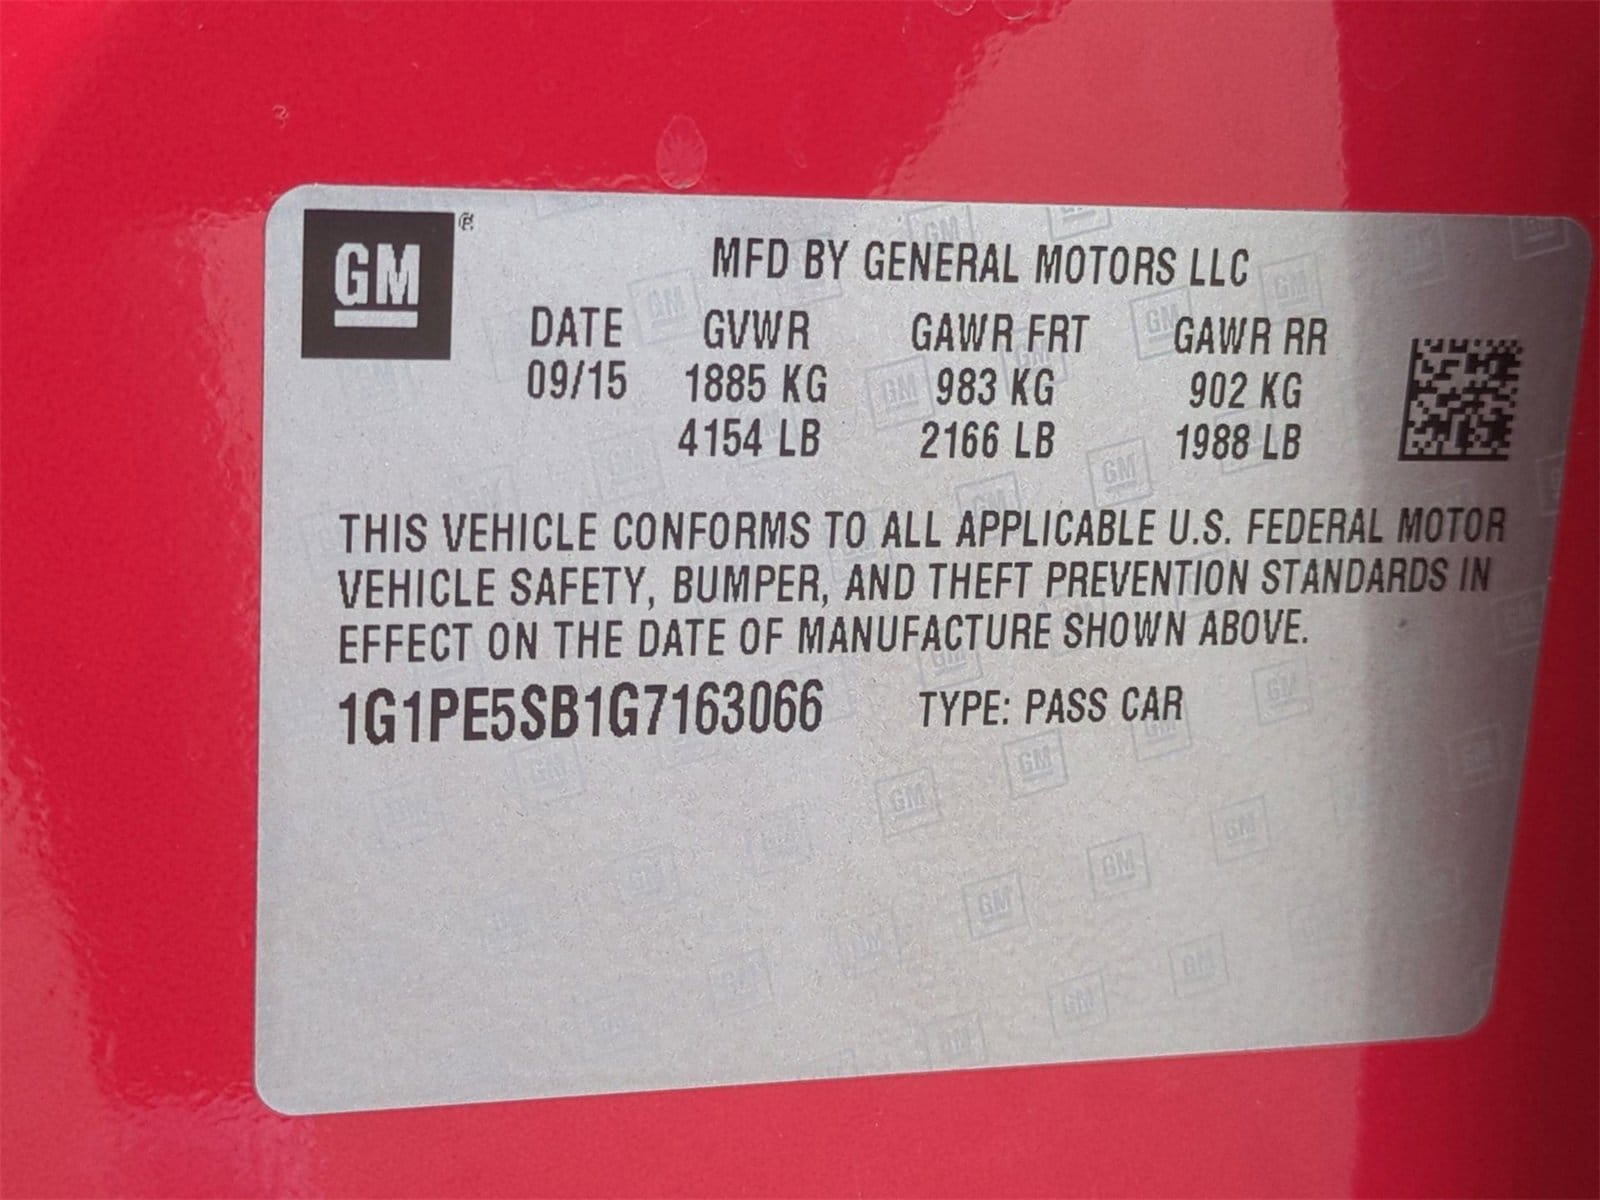 GM ®
MFD BY GENERAL MOTORS LLC
DATE GVWR GAWR FRT GAWR RR
09/15 1885 KG 983 KG 902 KG
4154 LB 2166 LB 1988 LB
THIS VEHICLE CONFORMS TO ALL APPLICABLE U.S. FEDERAL MOTOR
VEHICLE SAFETY, BUMPER, AND THEFT PREVENTION STANDARDS IN
EFFECT ON THE DATE OF MANUFACTURE SHOWN ABOVE.
1G1PE5SB1G7163066 TYPE: PASS CAR